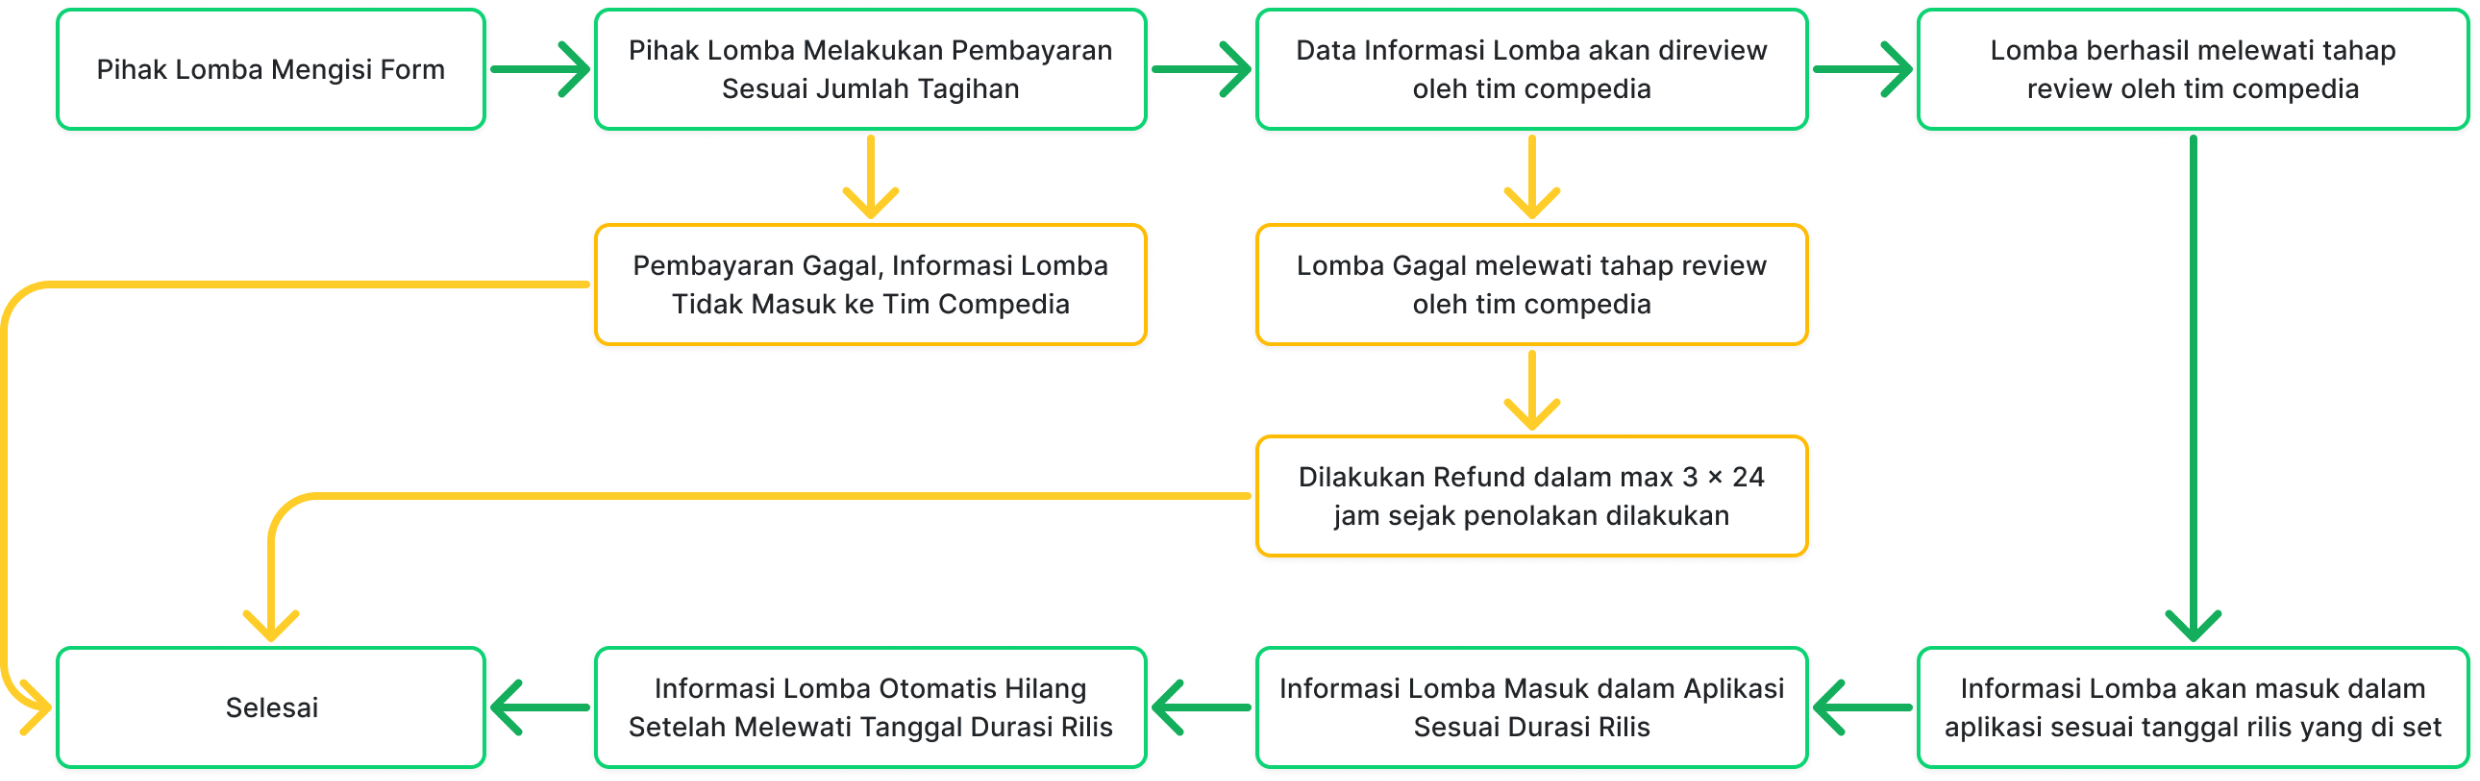 Pihak Lomba Mengisi Form
Pihak Lomba Melakukan Pembayaran
Sesuai Jumlah Tagihan
Data Informasi Lomba akan direview
oleh tim compedia
Lomba berhasil melewati tahap
review oleh tim compedia
Pembayaran Gagal, Informasi Lomba
Tidak Masuk ke Tim Compedia
Lomba Gagal melewati tahap review
oleh tim compedia
Dilakukan Refund dalam max 3 × 24
jam sejak penolakan dilakukan
Selesai
Informasi Lomba Otomatis Hilang
Setelah Melewati Tanggal Durasi Rilis
Informasi Lomba Masuk dalam Aplikasi
Sesuai Durasi Rilis
Informasi Lomba akan masuk dalam
aplikasi sesuai tanggal rilis yang di set